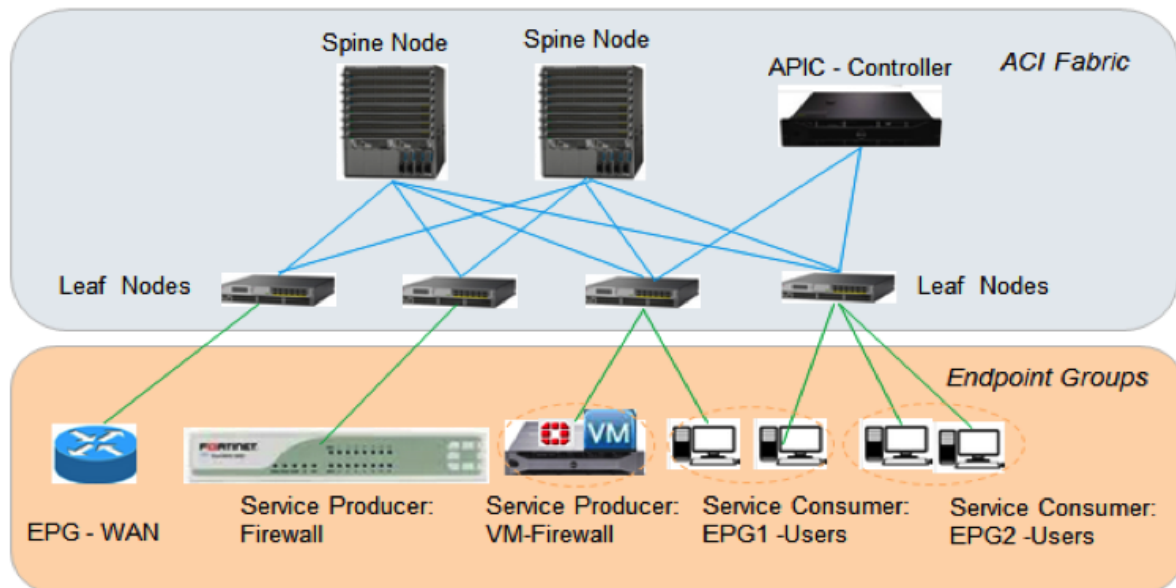 Spine Node
Spine Node
APIC - Controller
ACI Fabric
Leaf Nodes
Leaf Nodes
Endpoint Groups
FORTINET
VM
EPG - WAN
Service Producer:
Firewall
Service Producer:
VM-Firewall
Service Consumer:
EPG1 -Users
Service Consumer:
EPG2 -Users